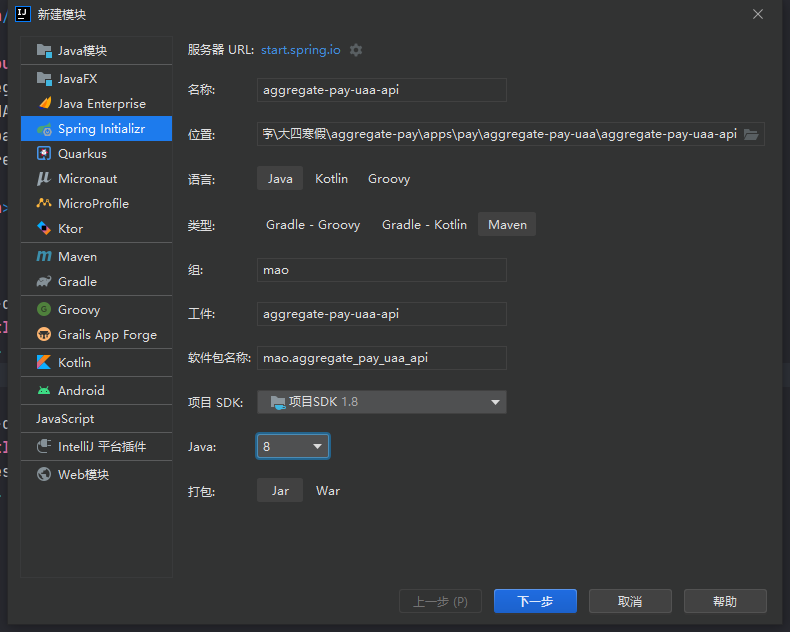 新建模块
Java模块
JavaFX
Java Enterprise
Spring Initializr
Quarkus
Micronaut
MicroProfile
Ktor
Maven
Gradle
Groovy
Grails App Forge
Kotlin
Android
JavaScript
IntelliJ 平台插件
Web模块
服务器 URL: start.spring.io
名称: aggregate-pay-uaa-api
位置: 字\大四寒假\aggregate-pay\apps\pay\aggregate-pay-uaa\aggregate-pay-uaa-api
语言: Java Kotlin Groovy
类型: Gradle - Groovy Gradle - Kotlin Maven
组: mao
工件: aggregate-pay-uaa-api
软件包名称: mao.aggregate_pay_uaa_api
项目 SDK: 项目SDK 1.8
Java: 8
打包: Jar War
上一步 (P) 下一步 取消 帮助